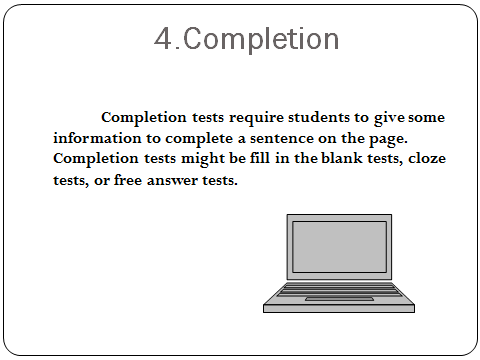 4.Completion
Completion tests require students to give some
information to complete a sentence on the page.
Completion tests might be fill in the blank tests, cloze
tests, or free answer tests.